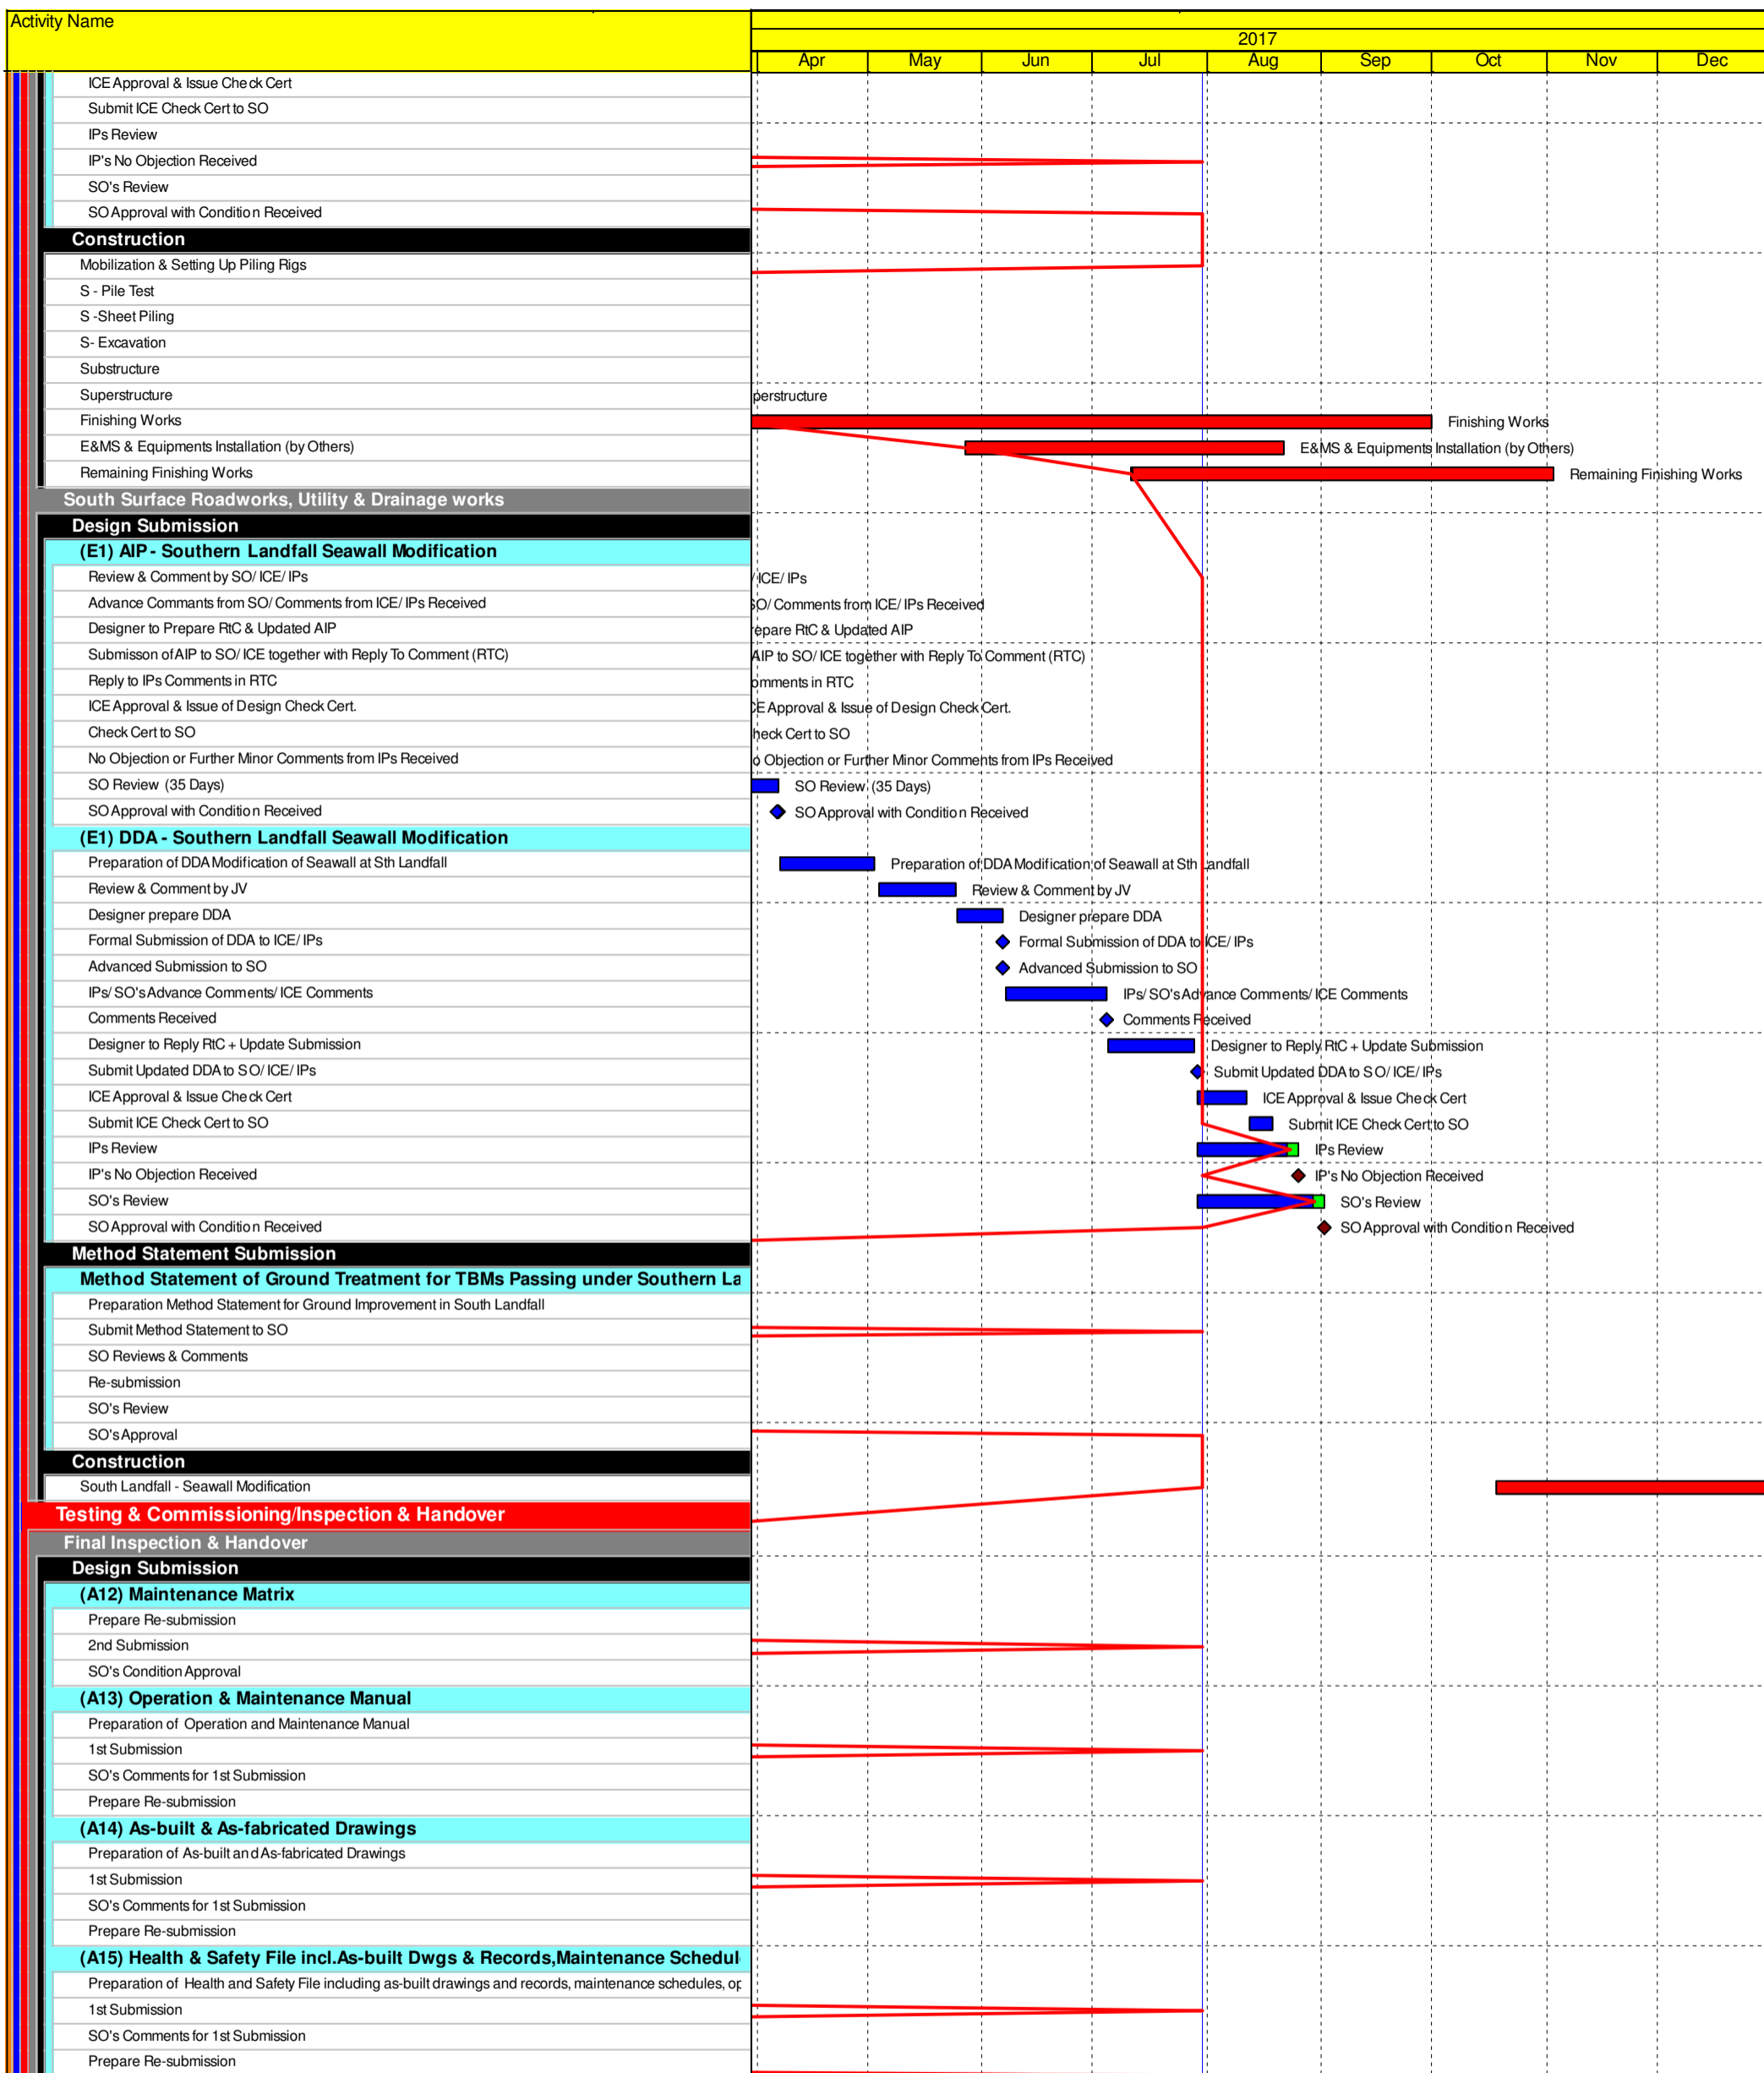 Activity Name
2017
Apr May Jun Jul Aug Sep Oct Nov Dec
ICE Approval & Issue Check Cert
Submit ICE Check Cert to SO
IPs Review
IP's No Objection Received
SO's Review
SO Approval with Condition Received
Construction
Mobilization & Setting Up Piling Rigs
S - Pile Test
S -Sheet Piling
S- Excavation
Substructure
Superstructure perstructure
Finishing Works Finishing Works
E&MS & Equipments Installation (by Others) E&MS & Equipments Installation (by Others)
Remaining Finishing Works Remaining Finishing Works
South Surface Roadworks, Utility & Drainage works
Design Submission
(E1) AIP - Southern Landfall Seawall Modification
Review & Comment by SO/ ICE/ IPs / ICE/ IPs
Advance Commants from SO/ Comments from ICE/ IPs Received SO/ Comments from ICE/ IPs Received
Designer to Prepare RtC & Updated AIP repare RtC & Updated AIP
Submisson of AIP to SO/ ICE together with Reply To Comment (RTC) AIP to SO/ ICE together with Reply To Comment (RTC)
Reply to IPs Comments in RTC omments in RTC
ICE Approval & Issue of Design Check Cert. CE Approval & Issue of Design Check Cert.
Check Cert to SO heck Cert to SO
No Objection or Further Minor Comments from IPs Received o Objection or Further Minor Comments from IPs Received
SO Review (35 Days) SO Review (35 Days)
SO Approval with Condition Received SO Approval with Condition Received
(E1) DDA - Southern Landfall Seawall Modification
Preparation of DDA Modification of Seawall at Sth Landfall Preparation of DDA Modification of Seawall at Sth Landfall
Review & Comment by JV Review & Comment by JV
Designer prepare DDA Designer prepare DDA
Formal Submission of DDA to ICE/ IPs Formal Submission of DDA to ICE/ IPs
Advanced Submission to SO Advanced Submission to SO
IPs/ SO's Advance Comments/ ICE Comments IPs/ SO's Advance Comments/ ICE Comments
Comments Received Comments Received
Designer to Reply RtC + Update Submission Designer to Reply RtC + Update Submission
Submit Updated DDA to SO/ ICE/ IPs Submit Updated DDA to SO/ ICE/ IPs
ICE Approval & Issue Check Cert ICE Approval & Issue Check Cert
Submit ICE Check Cert to SO Submit ICE Check Cert to SO
IPs Review IPs Review
IP's No Objection Received IP's No Objection Received
SO's Review SO's Review
SO Approval with Condition Received SO Approval with Condition Received
Method Statement Submission
Method Statement of Ground Treatment for TBMs Passing under Southern La
Preparation Method Statement for Ground Improvement in South Landfall
Submit Method Statement to SO
SO Reviews & Comments
Re-submission
SO's Review
SO's Approval
Construction
South Landfall - Seawall Modification
Testing & Commissioning/Inspection & Handover
Final Inspection & Handover
Design Submission
(A12) Maintenance Matrix
Prepare Re-submission
2nd Submission
SO's Condition Approval
(A13) Operation & Maintenance Manual
Preparation of Operation and Maintenance Manual
1st Submission
SO's Comments for 1st Submission
Prepare Re-submission
(A14) As-built & As-fabricated Drawings
Preparation of As-built and As-fabricated Drawings
1st Submission
SO's Comments for 1st Submission
Prepare Re-submission
(A15) Health & Safety File incl.As-built Dwgs & Records,Maintenance Schedul
Preparation of Health and Safety File including as-built drawings and records, maintenance schedules, op
1st Submission
SO's Comments for 1st Submission
Prepare Re-submission